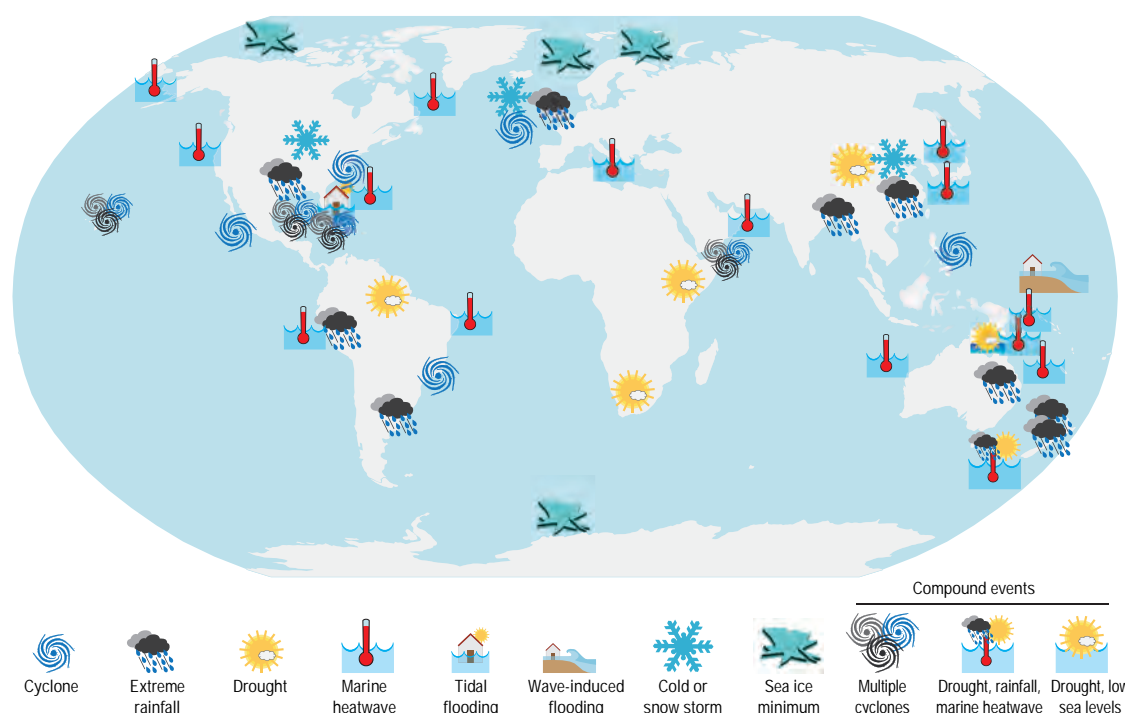 Compound events
Cyclone
Extreme
rainfall
Drought
Marine
heatwave
Tidal
flooding
Wave-induced
flooding
Cold or
snow storm
Sea ice
minimum
Multiple
cyclones
Drought, rainfall,
marine heatwave
Drought, low
sea levels